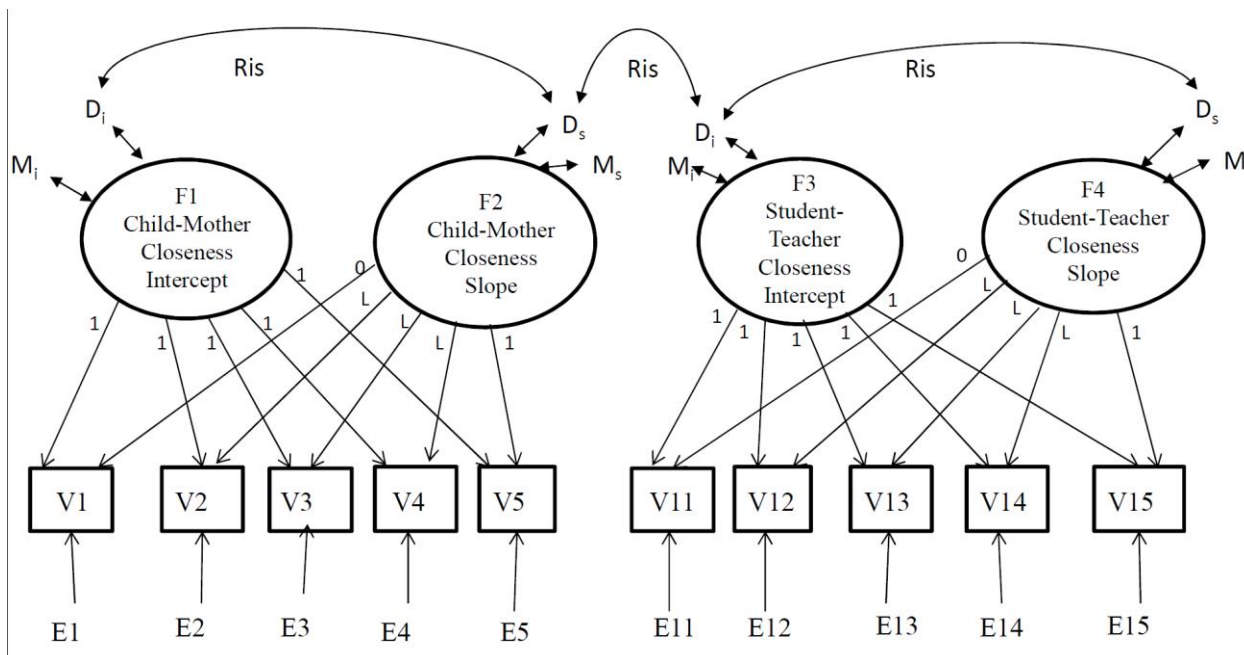 Ris
Ris
Ris
Di
Ds
Di
Ds
Mi
Ms
Mi
M
F1
Child-Mother
Closeness
Intercept
F2
Child-Mother
Closeness
Slope
F3
Student-
Teacher
Closeness
Intercept
F4
Student-Teacher
Closeness
Slope
1
1
1
1
1
0
L
L
L
1
1
1
1
1
1
0
L
L
L
1
V1
V2
V3
V4
V5
V11
V12
V13
V14
V15
E1
E2
E3
E4
E5
E11
E12
E13
E14
E15